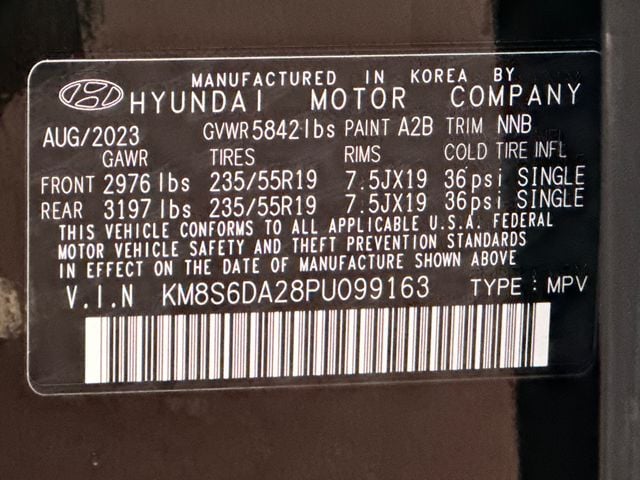 MANUFACTURED IN KOREA BY
HYUNDAI MOTOR COMPANY
AUG/2023 GVWR 5842 lbs PAINT A2B TRIM NNB
GAWR TIRES RIMS COLD TIRE INFL
FRONT 2976 lbs 235/55R19 7.5JX19 36psi SINGLE
REAR 3197 lbs 235/55R19 7.5JX19 36psi SINGLE
THIS VEHICLE CONFORMS TO ALL APPLICABLE U.S.A. FEDERAL
MOTOR VEHICLE SAFETY AND THEFT PREVENTION STANDARDS
IN EFFECT ON THE DATE OF MANUFACTURE SHOWN ABOVE
V.I.N KM8S6DA28PU099163 TYPE : MPV